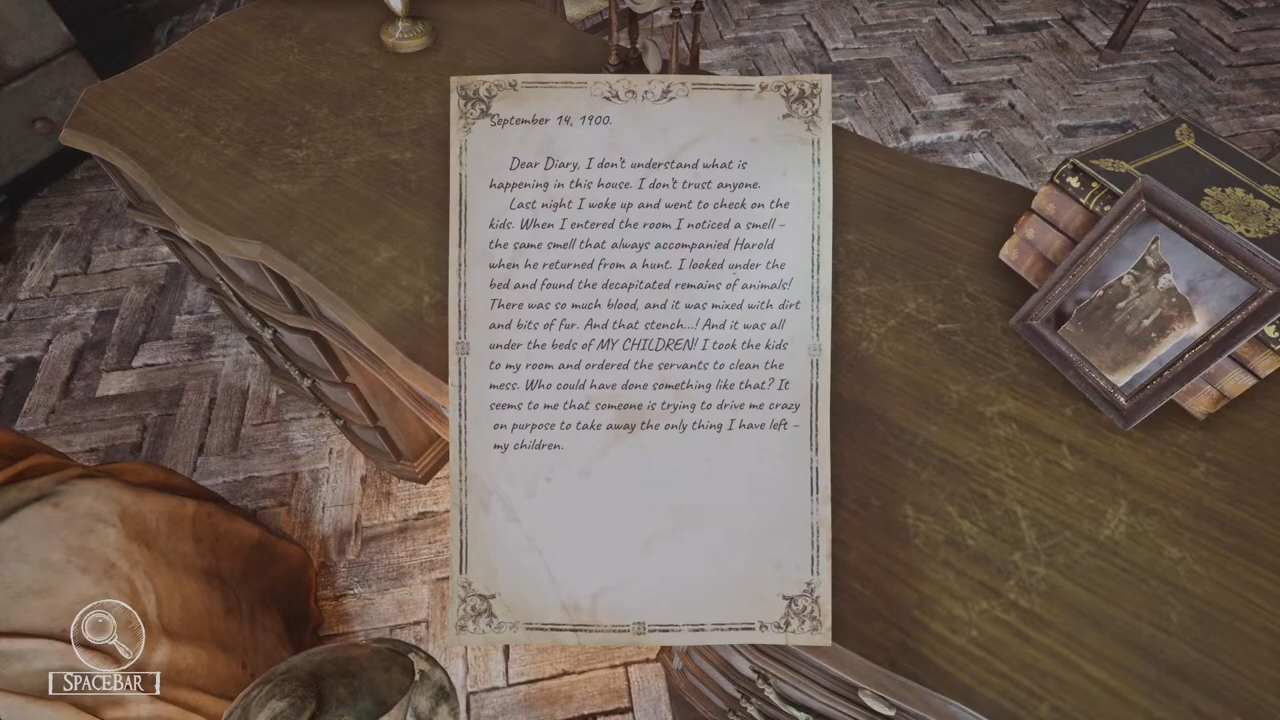 September 14, 1900.
Dear Diary, I don't understand what is
happening in this house. I don't trust anyone.
Last night I woke up and went to check on the
kids. When I entered the room I noticed a smell –
the same smell that always accompanied Harold
when he returned from a hunt. I looked under the
bed and found the decapitated remains of animals!
There was so much blood, and it was mixed with dirt
and bits of fur. And that stench...! And it was all
under the beds of MY CHILDREN! I took the kids
to my room and ordered the servants to clean the
mess. Who could have done something like that? It
seems to me that someone is trying to drive me crazy
on purpose to take away the only thing I have left –
my children.
SPACEBAR